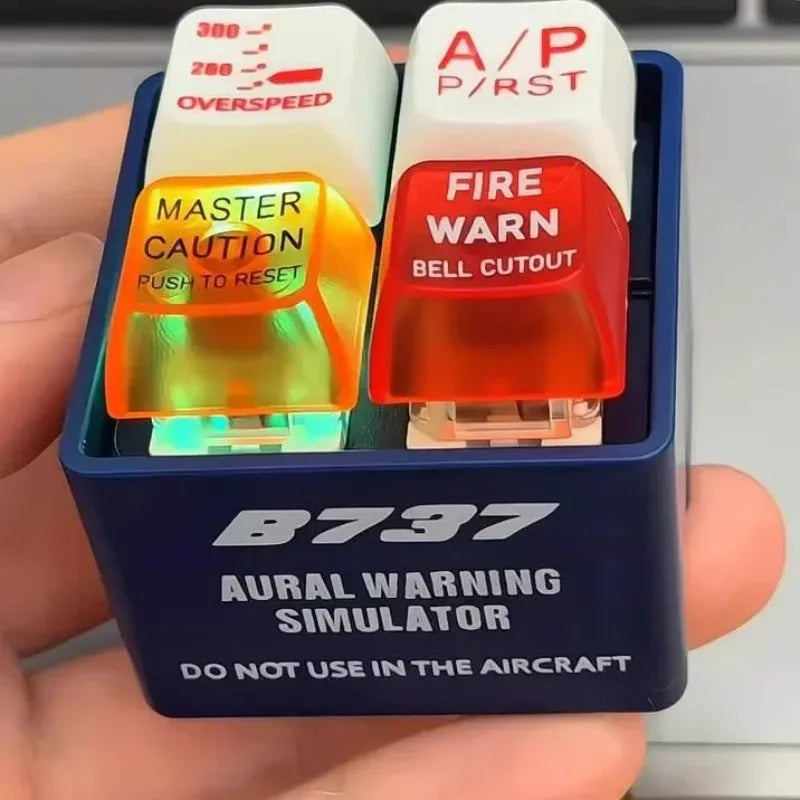 300
280
OVERSPEED
A/P
P/RST
MASTER
CAUTION
PUSH TO RESET
FIRE
WARN
BELL CUTOUT
B737
AURAL WARNING
SIMULATOR
DO NOT USE IN THE AIRCRAFT